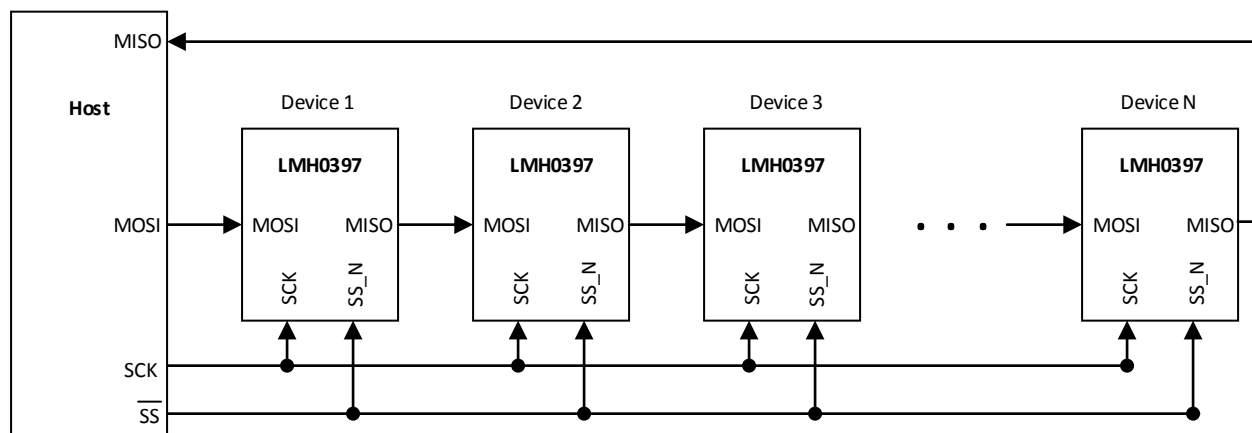 MISO
Host
Device 1 Device 2 Device 3 Device N
LMH0397 LMH0397 LMH0397 LMH0397
MOSI MOSI MISO MOSI MISO MOSI MISO . . . MOSI MISO
SCK SS_N SCK SS_N SCK SS_N SCK SS_N
SCK
SS